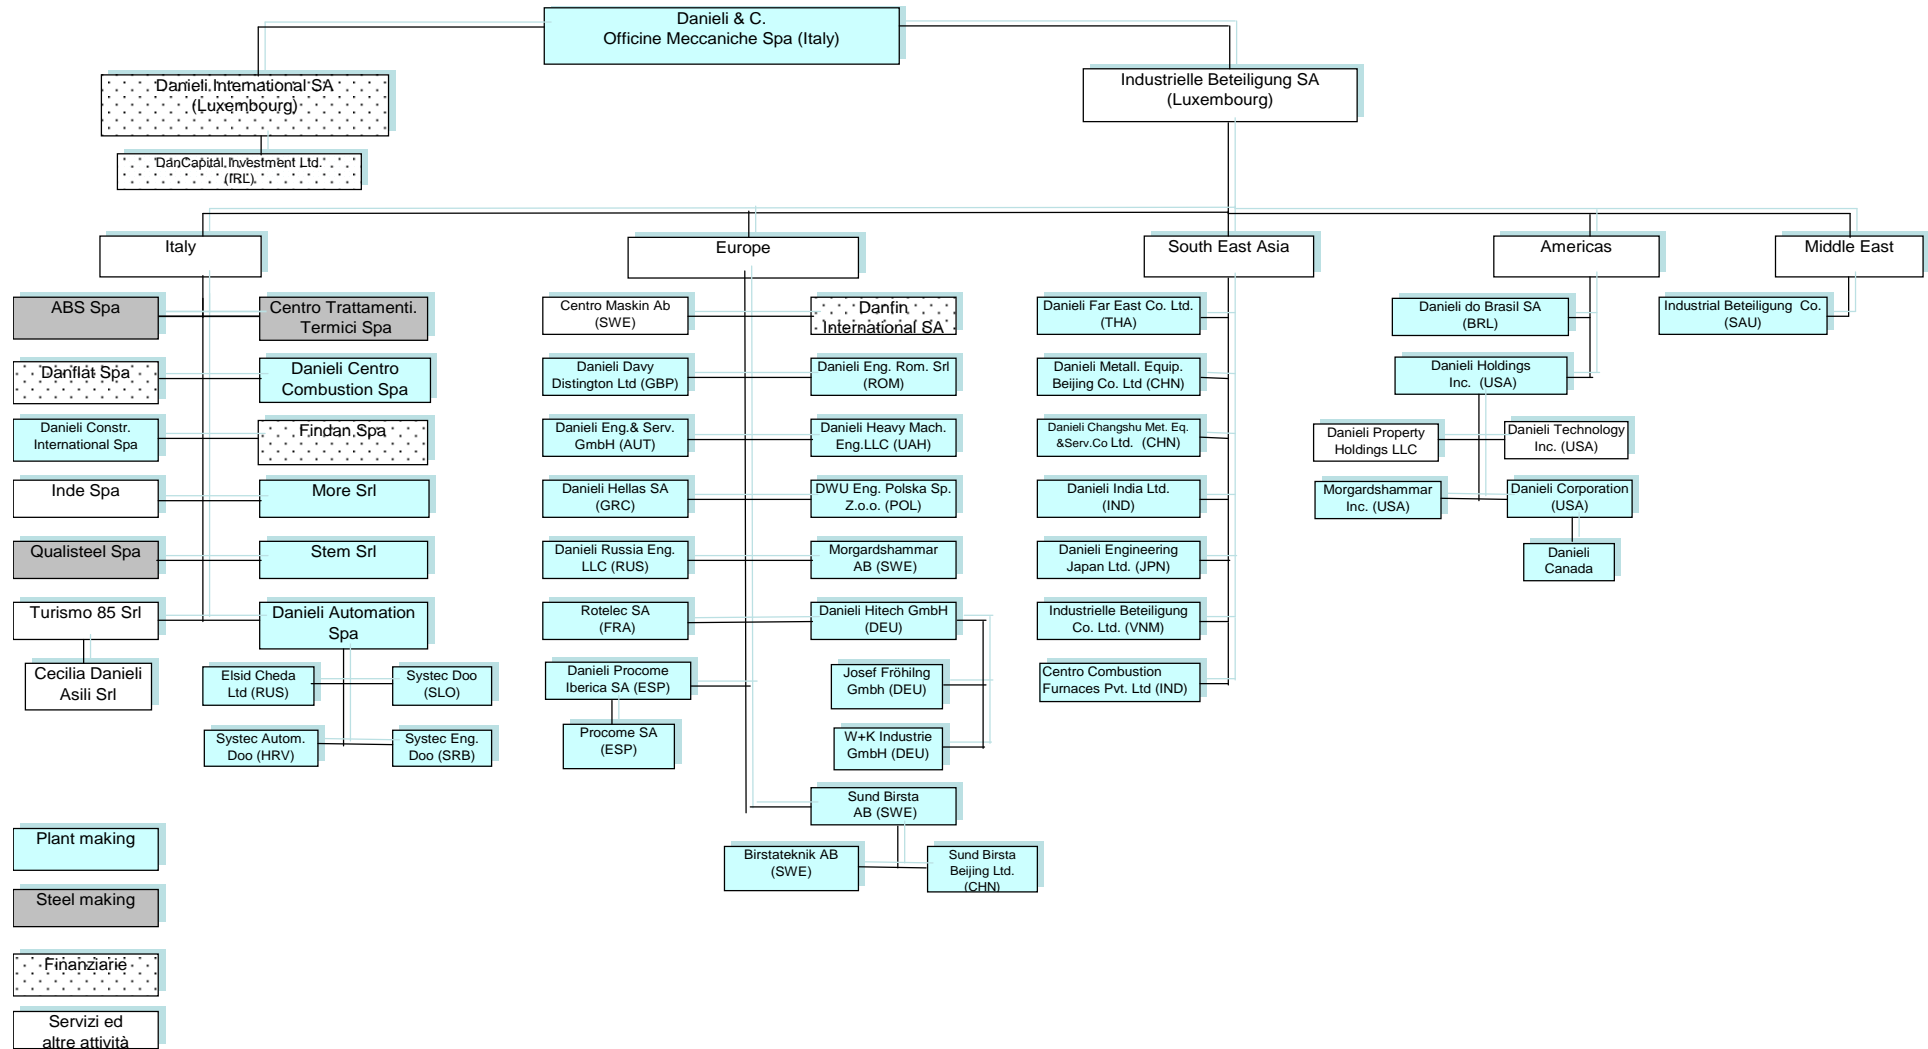 Danieli & C.
Officine Meccaniche Spa (Italy)
Danieli International SA
(Luxembourg)
Industrielle Beteiligung SA
(Luxembourg)
DanCapital Investment Ltd.
(IRL)
Italy
Europe
South East Asia
Americas
Middle East
ABS Spa
Centro Trattamenti.
Termici Spa
Danflat Spa
Danieli Centro
Combustion Spa
Danieli Constr.
International Spa
Findan Spa
Inde Spa
More Srl
Qualisteel Spa
Stem Srl
Turismo 85 Srl
Danieli Automation
Spa
Cecilia Danieli
Asili Srl
Elsid Cheda
Ltd (RUS)
Systec Doo
(SLO)
Systec Autom.
Doo (HRV)
Systec Eng.
Doo (SRB)
Centro Maskin Ab
(SWE)
Danfin
International SA
Danieli Davy
Distington Ltd (GBP)
Danieli Eng. Rom. Srl
(ROM)
Danieli Eng.& Serv.
GmbH (AUT)
Danieli Heavy Mach.
Eng.LLC (UAH)
Danieli Hellas SA
(GRC)
DWU Eng. Polska Sp.
Z.o.o. (POL)
Danieli Russia Eng.
LLC (RUS)
Morgardshammar
AB (SWE)
Rotelec SA
(FRA)
Danieli Hitech GmbH
(DEU)
Danieli Procome
Iberica SA (ESP)
Josef Fröhilng
Gmbh (DEU)
Procome SA
(ESP)
W+K Industrie
GmbH (DEU)
Sund Birsta
AB (SWE)
Birstateknik AB
(SWE)
Sund Birsta
Beijing Ltd.
(CHN)
Danieli Far East Co. Ltd.
(THA)
Danieli Metall. Equip.
Beijing Co. Ltd (CHN)
Danieli Changshu Met. Eq.
&Serv.Co Ltd. (CHN)
Danieli India Ltd.
(IND)
Danieli Engineering
Japan Ltd. (JPN)
Industrielle Beteiligung
Co. Ltd. (VNM)
Centro Combustion
Furnaces Pvt. Ltd (IND)
Danieli do Brasil SA
(BRL)
Danieli Holdings
Inc. (USA)
Danieli Property
Holdings LLC
Danieli Technology
Inc. (USA)
Morgardshammar
Inc. (USA)
Danieli Corporation
(USA)
Danieli
Canada
Industrial Beteiligung Co.
(SAU)
Plant making
Steel making
Finanziarie
Servizi ed
altre attività